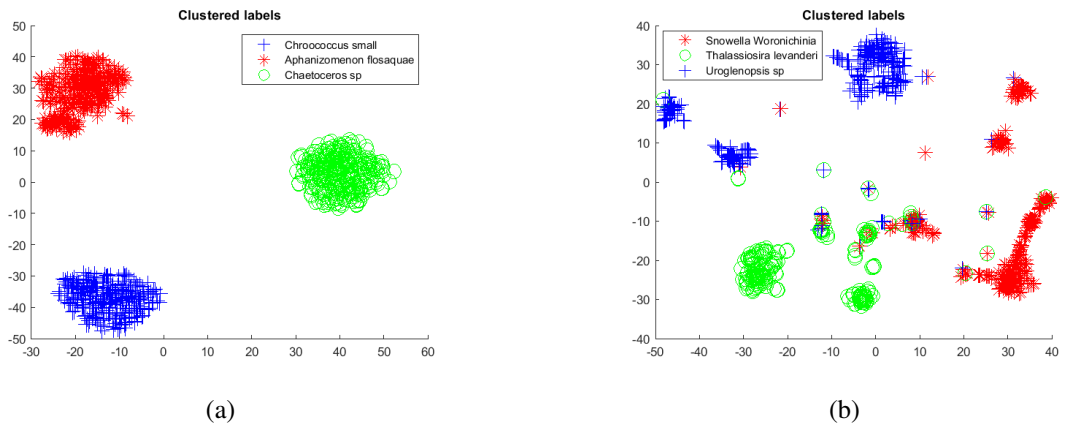 Clustered labels
50
40
30
20
10
0
-10
-20
-30
-40
-50
-30 -20 -10 0 10 20 30 40 50 60
Chroococcus small
Aphanizomenon flosaquae
Chaetoceros sp
(a)
Clustered labels
40
30
20
10
0
-10
-20
-30
-40
-50 -40 -30 -20 -10 0 10 20 30 40
Snowella Woronichinia
Thalassiosira levanderi
Uroglenopsis sp
(b)